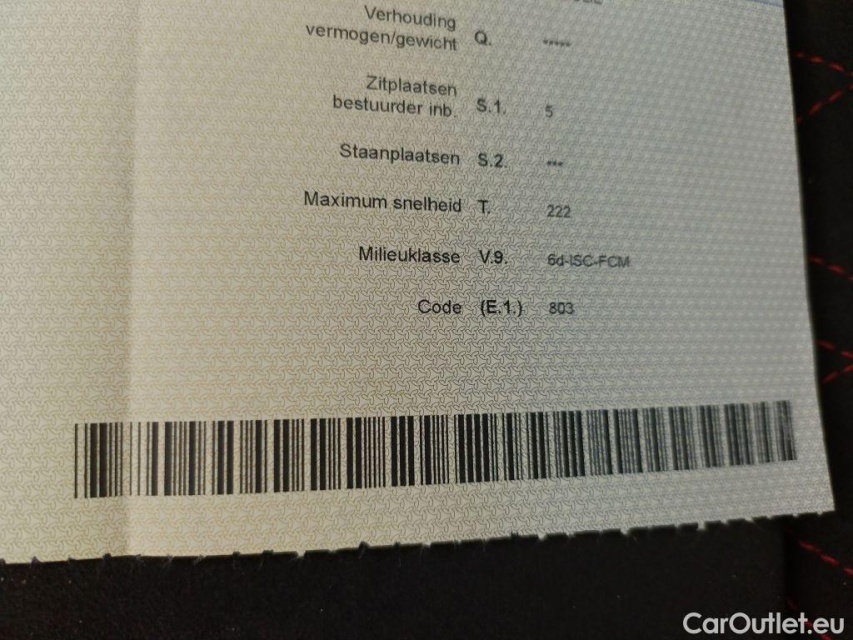 Verhouding
vermogen/gewicht Q. *****
Zitplaatsen
bestuurder inb. S.1. 5
Staanplaatsen S.2. ***
Maximum snelheid T. 222
Milieuklasse V.9. 6d-ISC-FCM
Code (E.1.) 803
CarOutlet.eu